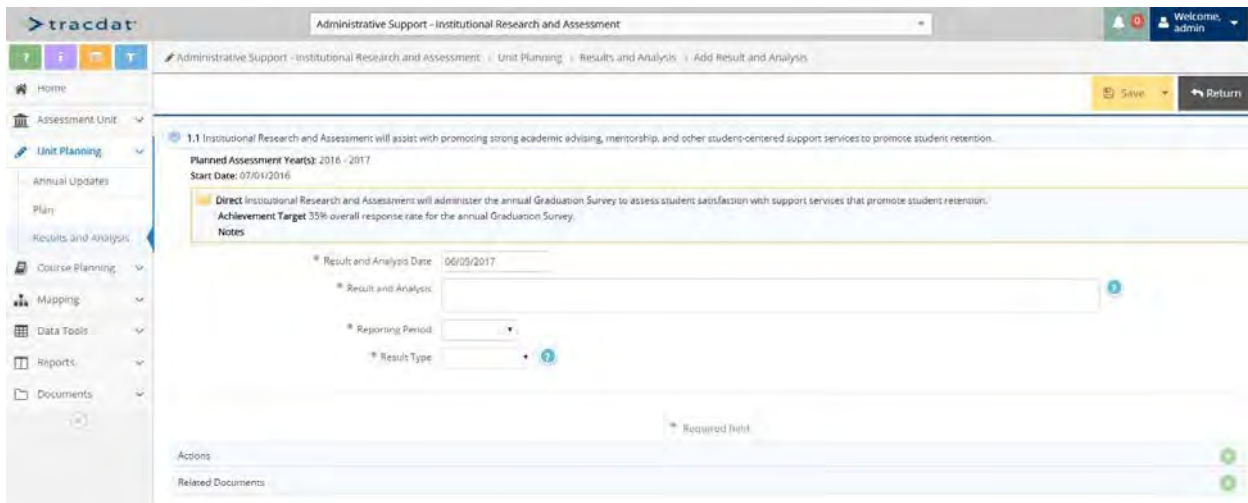 tracdat
Administrative Support - Institutional Research and Assessment
0
Welcome,
admin
?
i
T
Administrative Support - Institutional Research and Assessment › Unit Planning › Results and Analysis › Add Result and Analysis
Home
Save
Return
Assessment Unit
Unit Planning
Annual Updates
Plan
Results and Analysis
Course Planning
Mapping
Data Tools
Reports
Documents
1.1 Institutional Research and Assessment will assist with promoting strong academic advising, mentorship, and other student-centered support services to promote student retention.
Planned Assessment Year(s): 2016 - 2017
Start Date: 07/01/2016
Direct Institutional Research and Assessment will administer the annual Graduation Survey to assess student satisfaction with support services that promote student retention.
Achievement Target 35% overall response rate for the annual Graduation Survey.
Notes
* Result and Analysis Date 06/05/2017
* Result and Analysis ?
* Reporting Period
* Result Type ?
* Required field
Actions
Related Documents